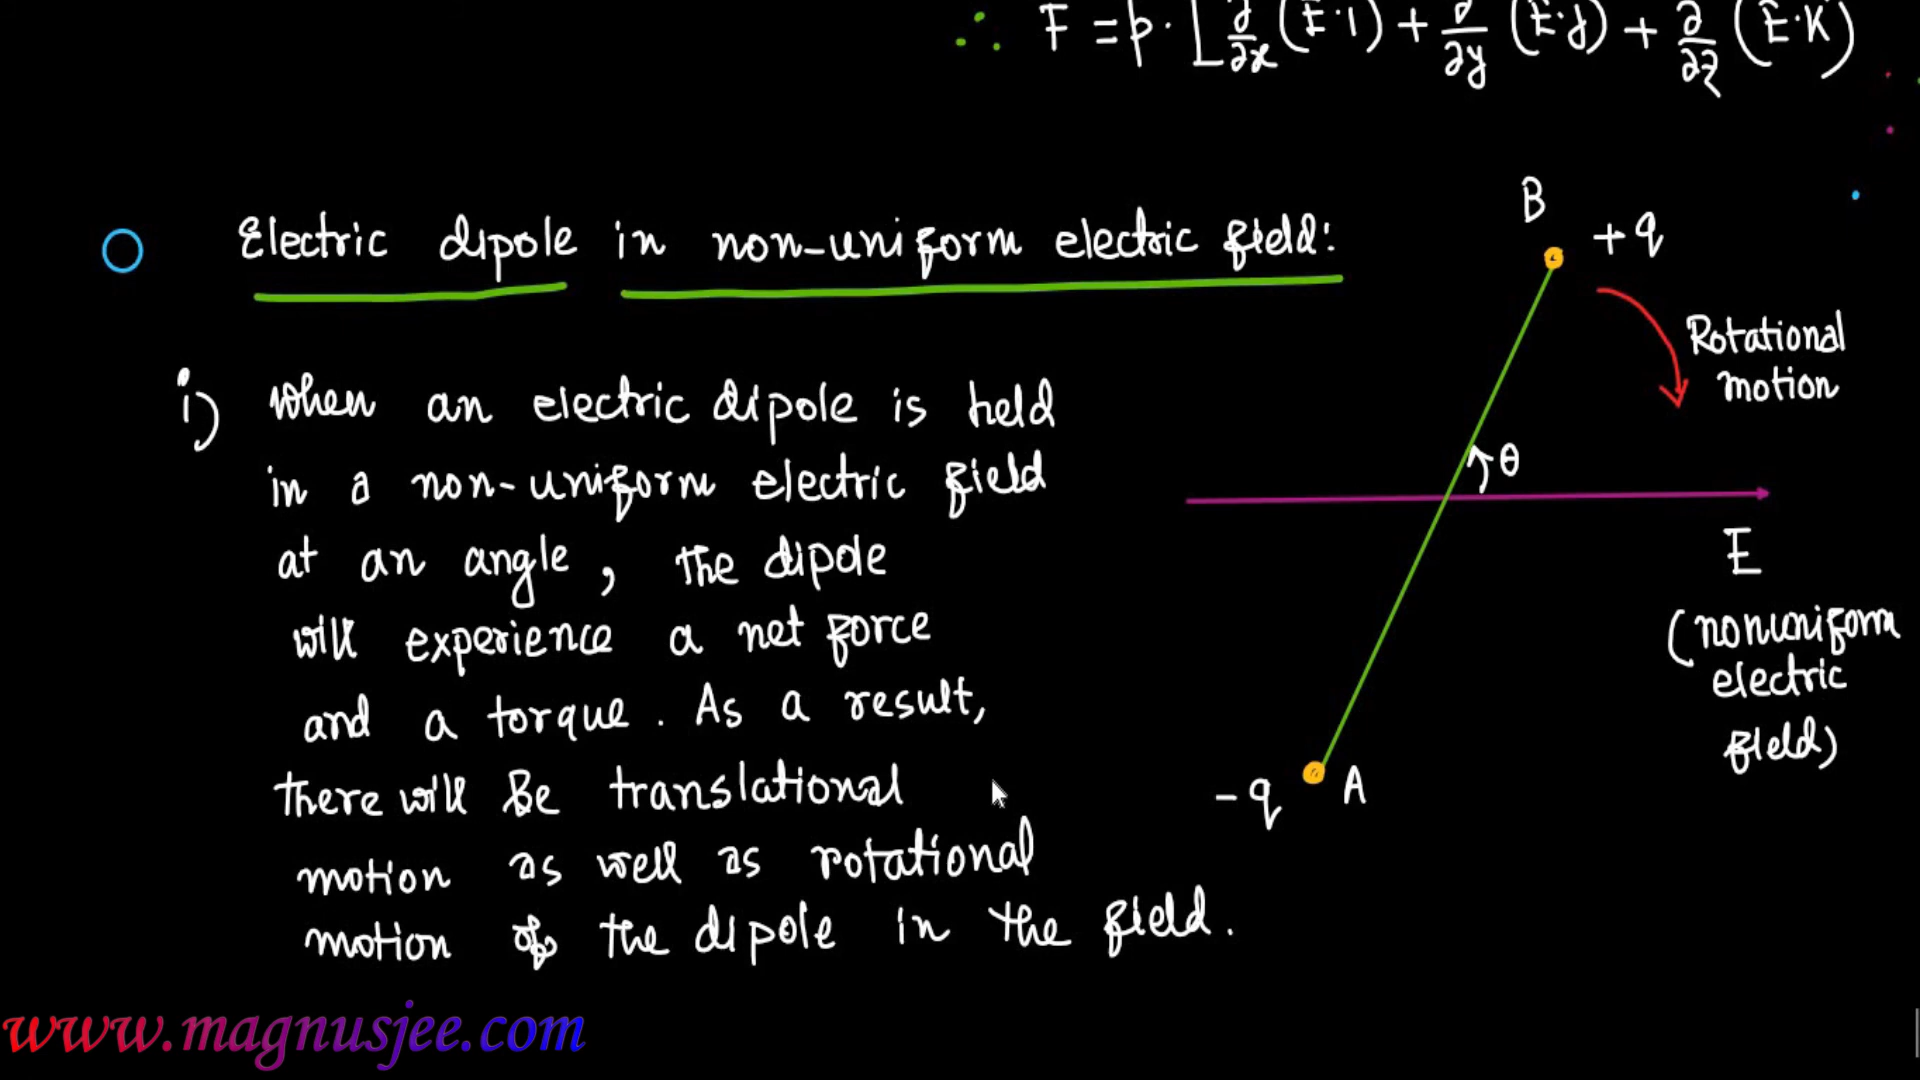 ∴ F = p · [ ∂/∂x (E·i) + ∂/∂y (E·j) + ∂/∂z (E·K)
Electric dipole in non-uniform electric field:
i) when an electric dipole is held
in a non-uniform electric field
at an angle, the dipole
will experience a net force
and a torque. As a result,
there will Be translational
motion as well as rotational
motion of the dipole in the field.
B
+q
Rotational
motion
θ
E
(nonuniform
electric
field)
-q A
www.magnusjee.com